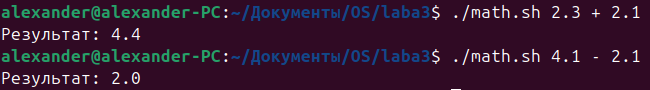 alexander@alexander-PC:~/Документы/OS/laba3$ ./math.sh 2.3 + 2.1
Результат: 4.4
alexander@alexander-PC:~/Документы/OS/laba3$ ./math.sh 4.1 - 2.1
Результат: 2.0